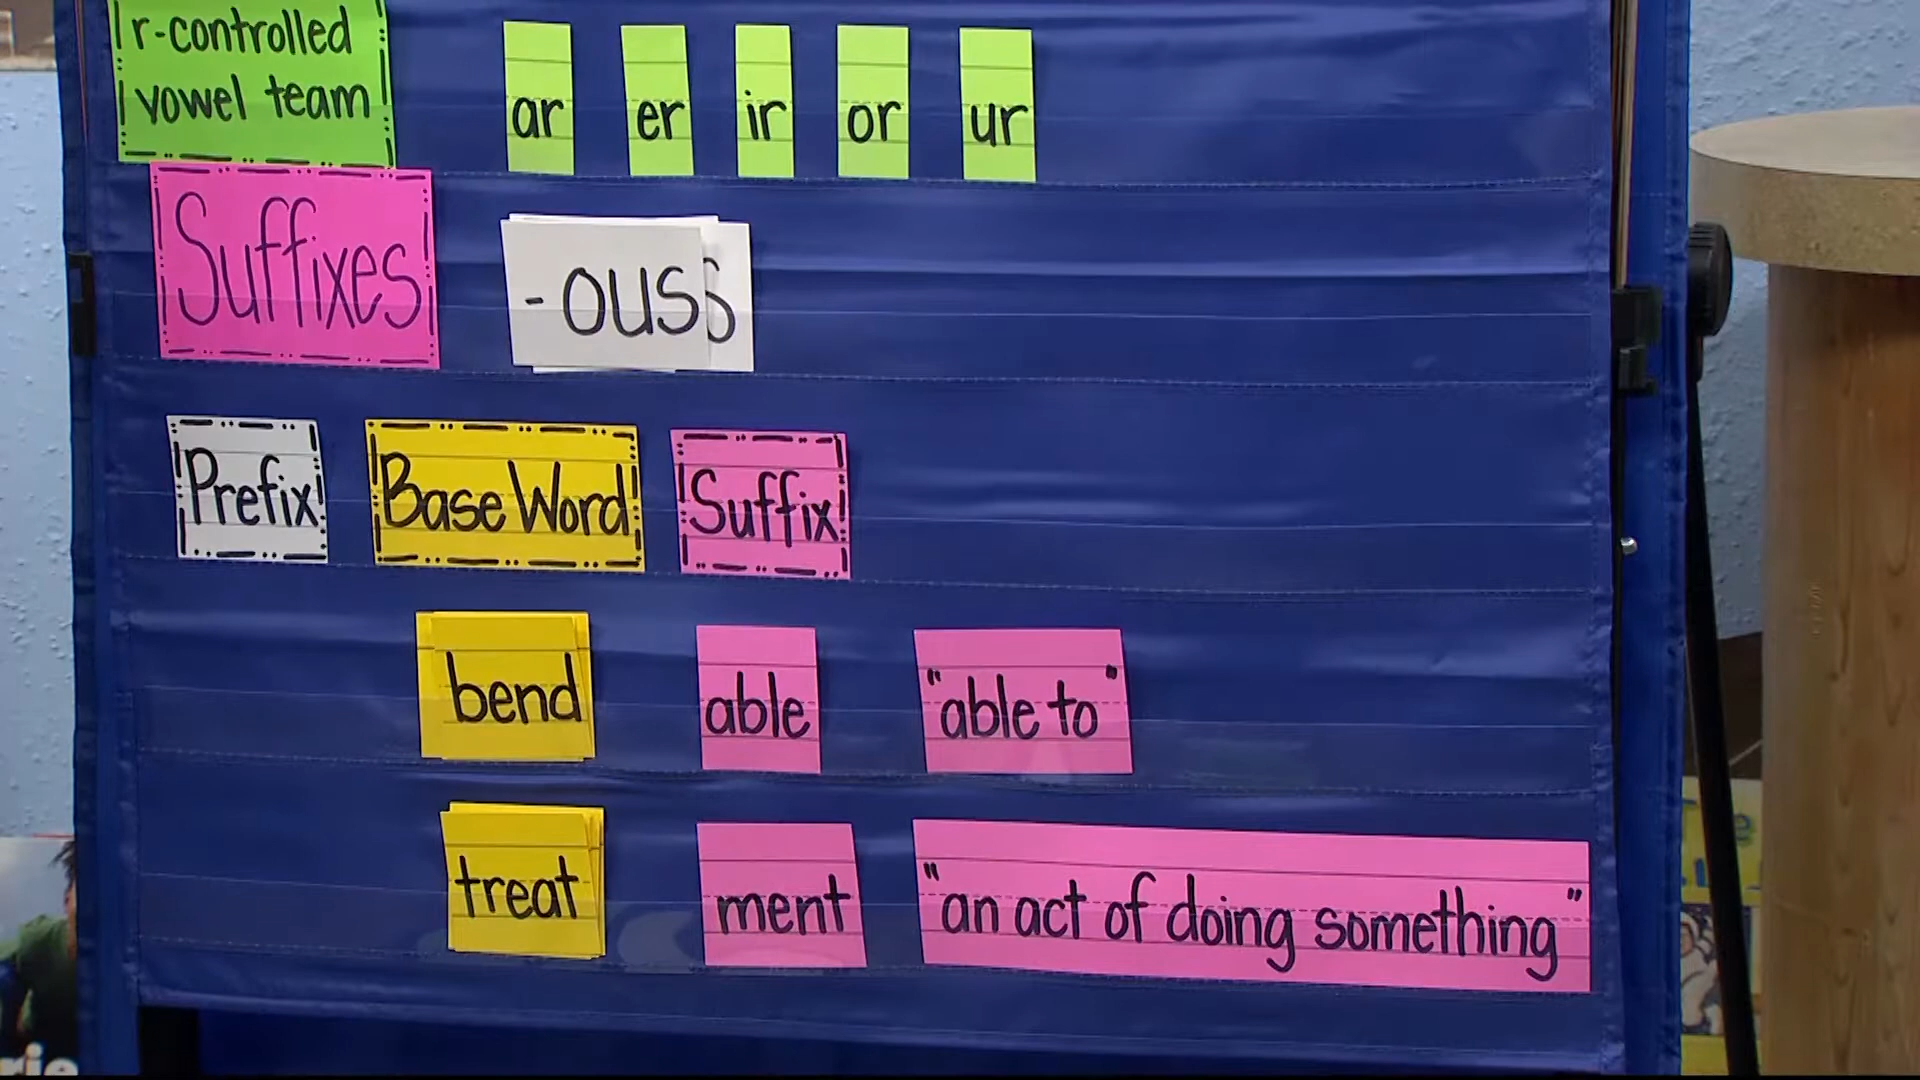 r-controlled
vowel team
ar er ir or ur
Suffixes
-ous s
Prefix Base Word Suffix
bend able "able to"
treat ment "an act of doing something"
rie